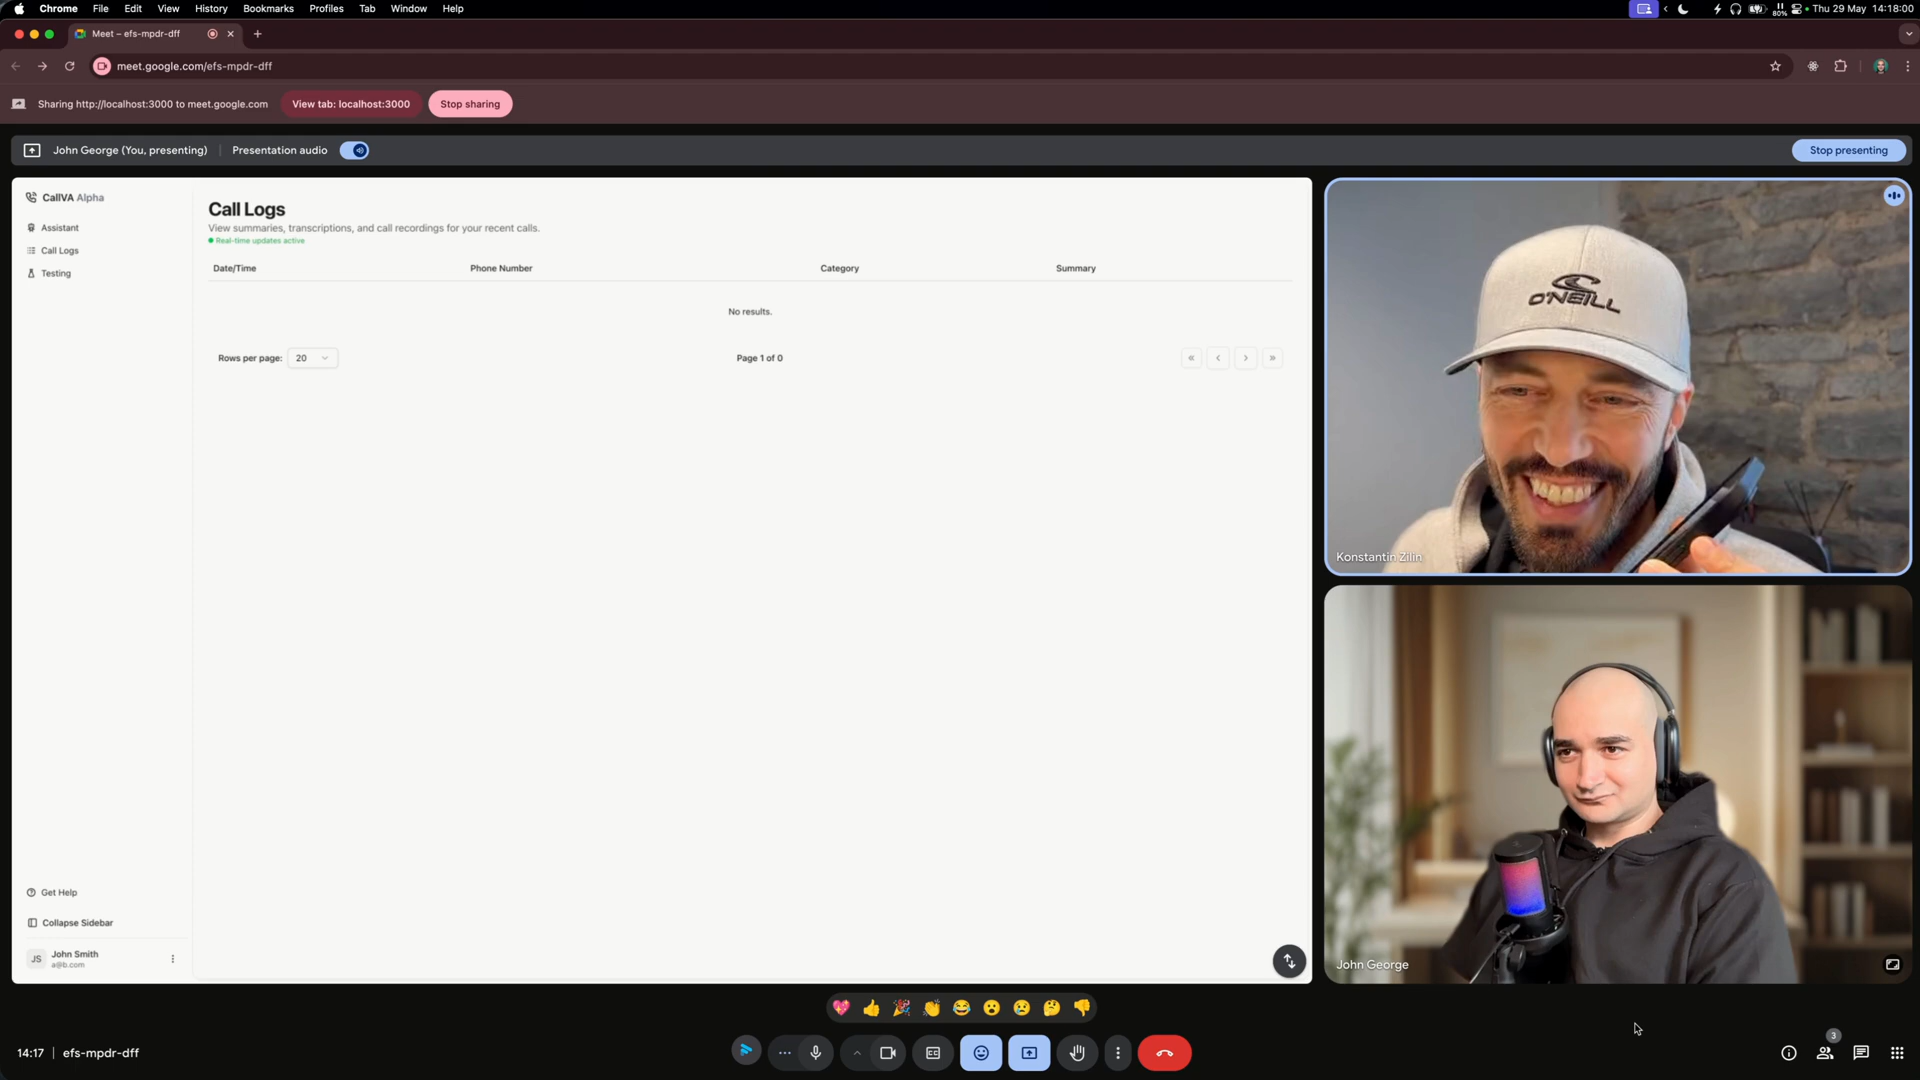 Chrome File Edit View History Bookmarks Profiles Tab Window Help
80% Thu 29 May 14:18:00
Meet – efs-mpdr-dff
meet.google.com/efs-mpdr-dff
Sharing http://localhost:3000 to meet.google.com View tab: localhost:3000 Stop sharing
John George (You, presenting) Presentation audio Stop presenting
CallVA Alpha
Assistant
Call Logs
Testing
Call Logs
View summaries, transcriptions, and call recordings for your recent calls.
Real-time updates active
Date/Time Phone Number Category Summary
No results.
Rows per page: 20 Page 1 of 0
Get Help
Collapse Sidebar
JS John Smith
a@b.com
O'NEILL
Konstantin Zilin
John George
14:17 efs-mpdr-dff
3